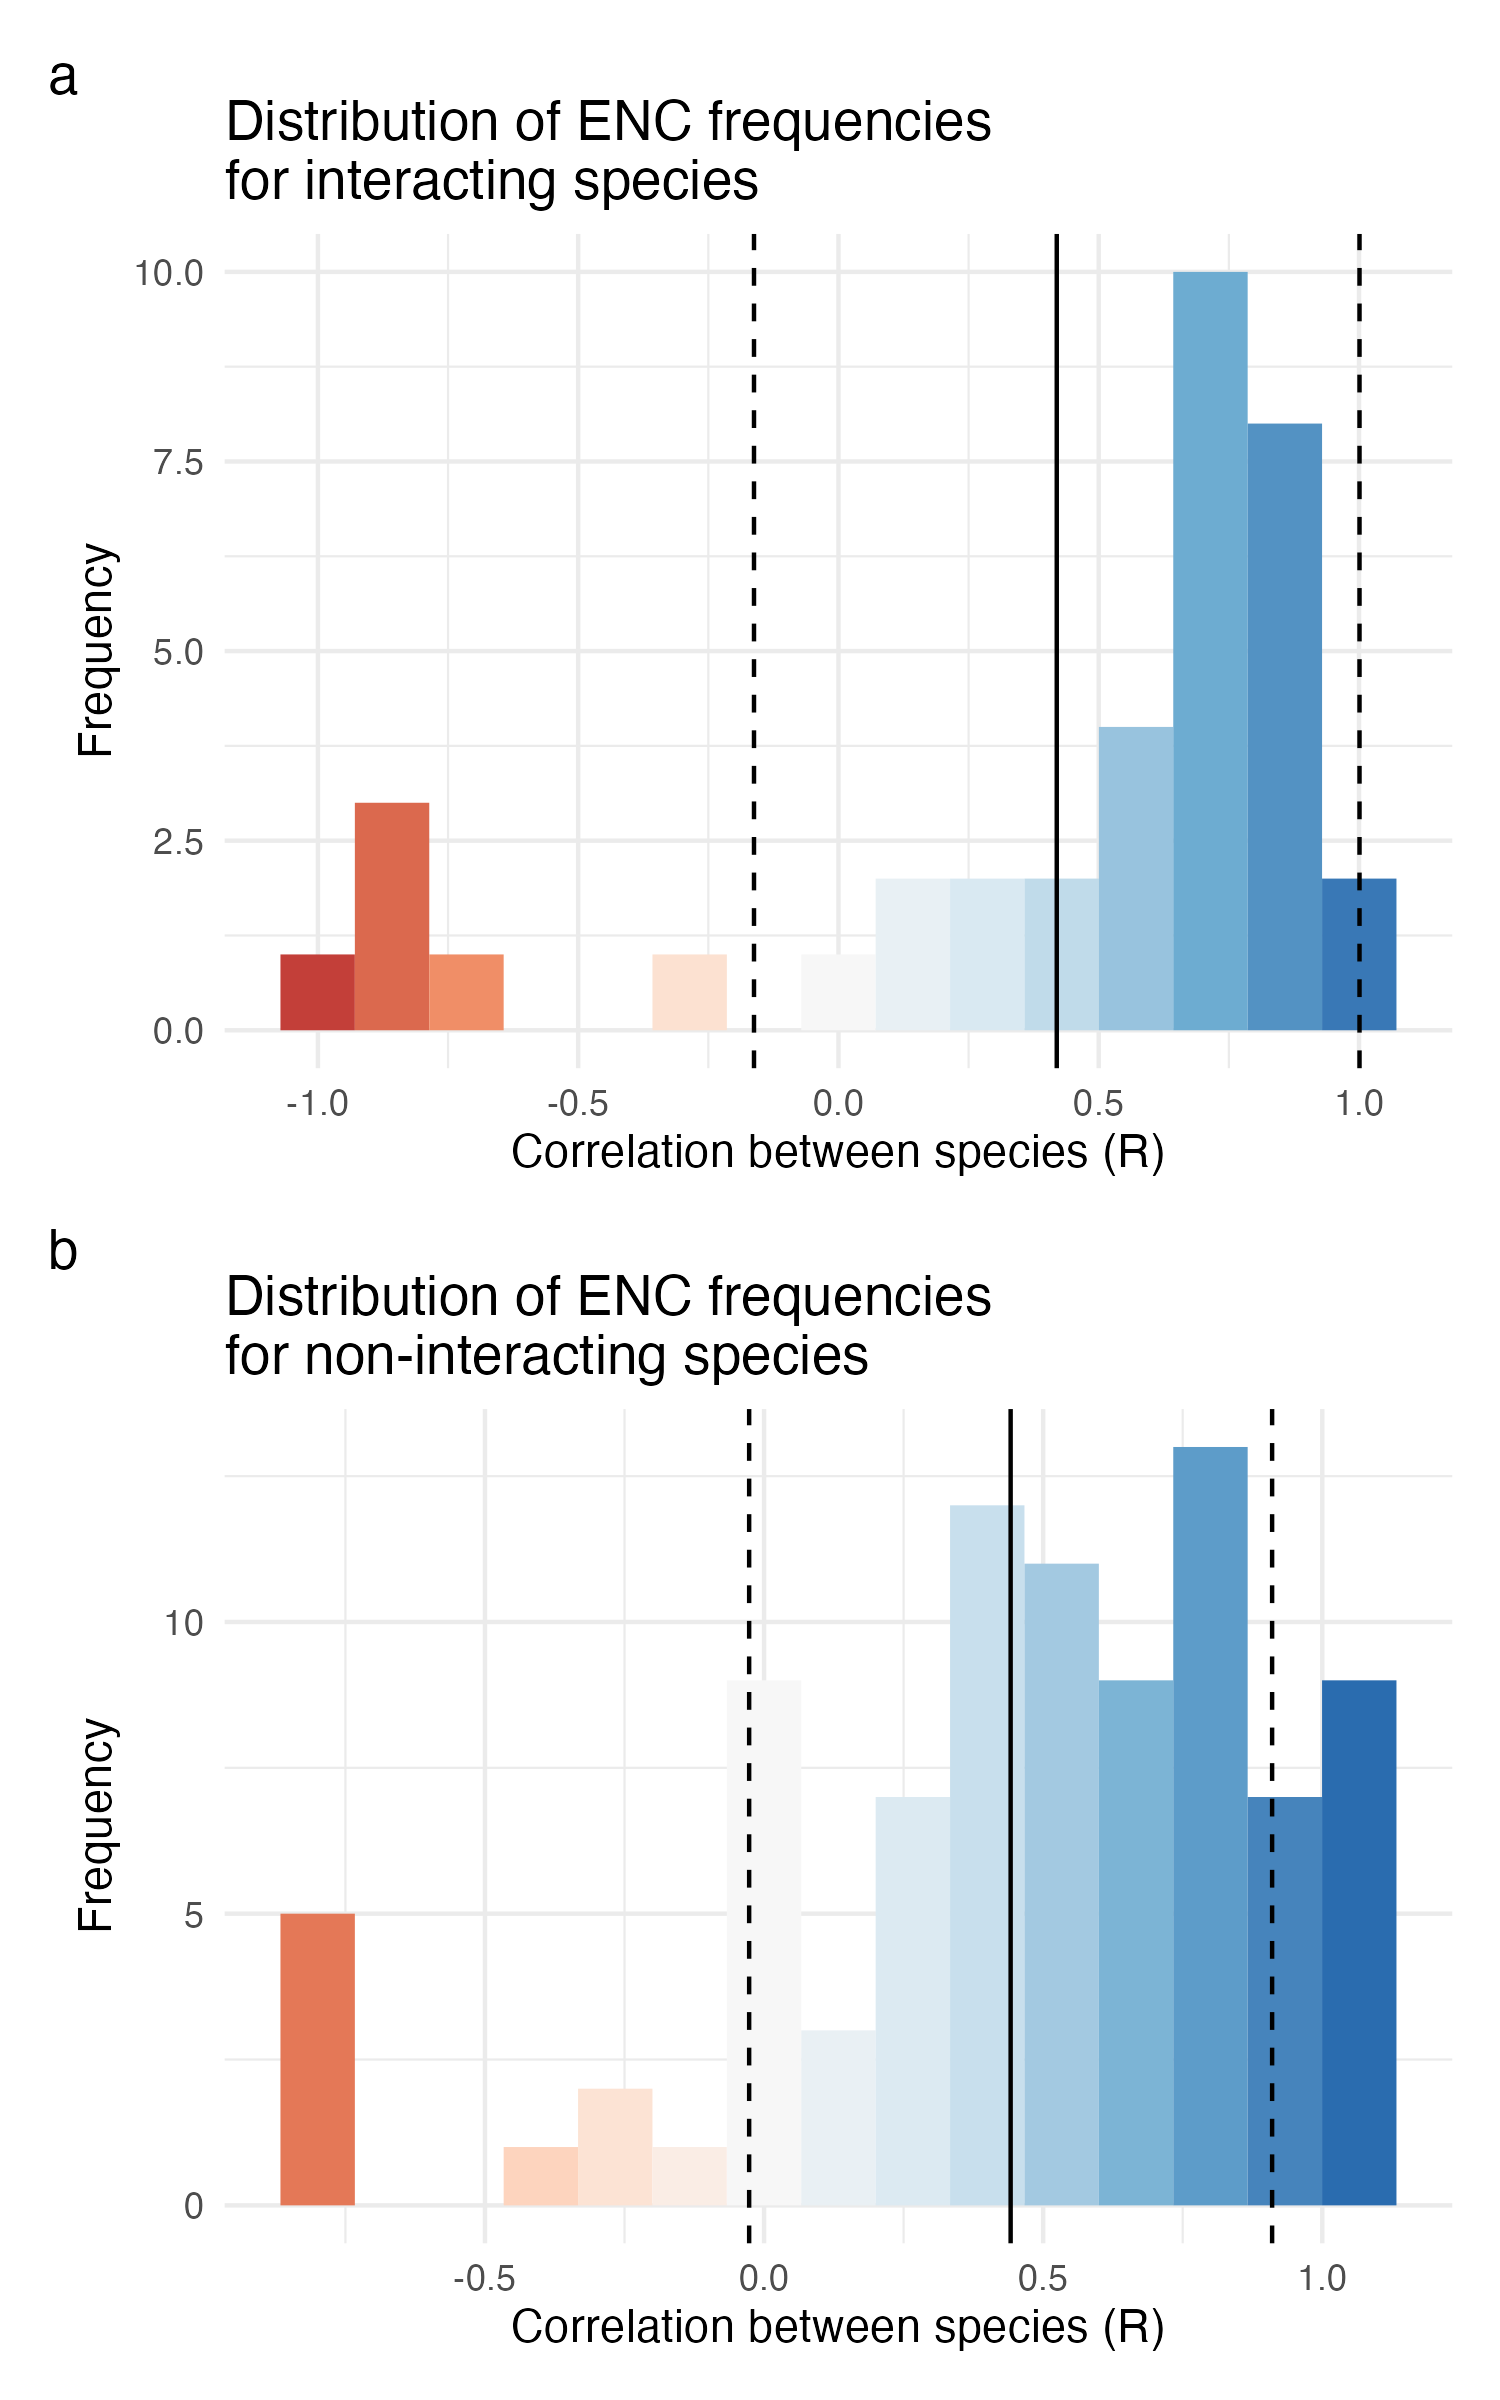 a
Distribution of ENC frequencies
for interacting species
10.0
7.5
5.0
2.5
0.0
Frequency
-1.0 -0.5 0.0 0.5 1.0
Correlation between species (R)
b
Distribution of ENC frequencies
for non-interacting species
10
5
0
Frequency
-0.5 0.0 0.5 1.0
Correlation between species (R)